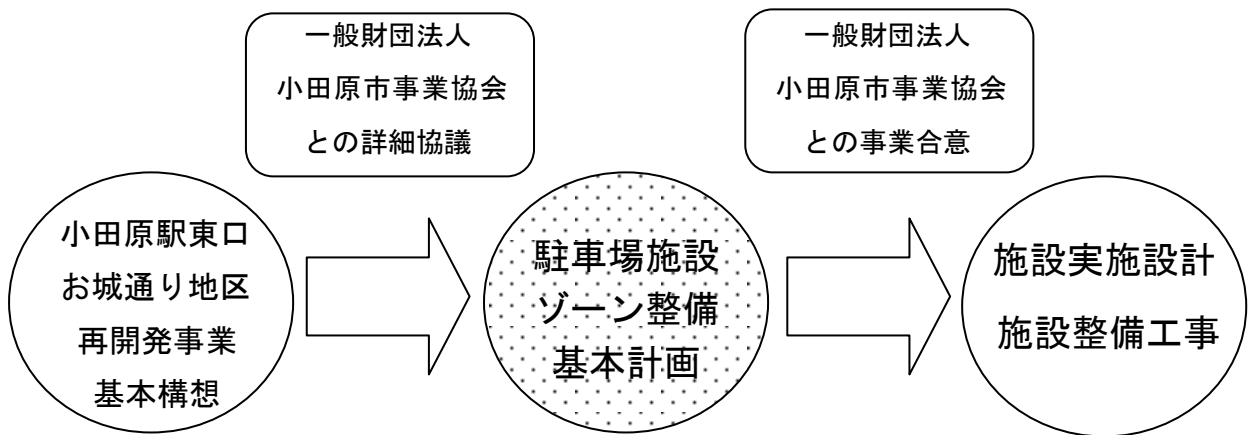 一般財団法人
小田原市事業協会
との詳細協議
一般財団法人
小田原市事業協会
との事業合意
小田原駅東口
お城通り地区
再開発事業
基本構想
駐車場施設
ゾーン整備
基本計画
施設実施設計
施設整備工事